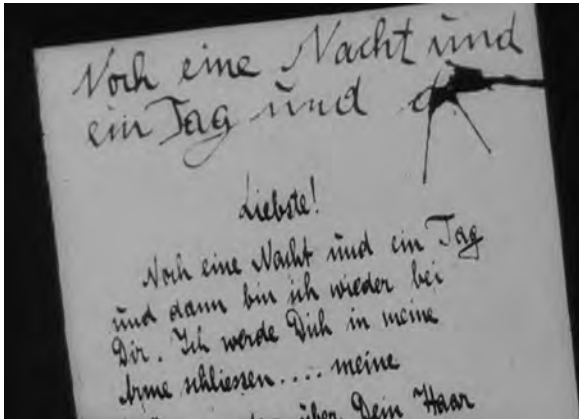 Noch eine Nacht und
ein Tag und d
Liebste!
Noch eine Nacht und ein Tag
und dann bin ich wieder bei
Dir. Ich werde Dich in meine
Arme schliessen.... meine
über Dein Haar